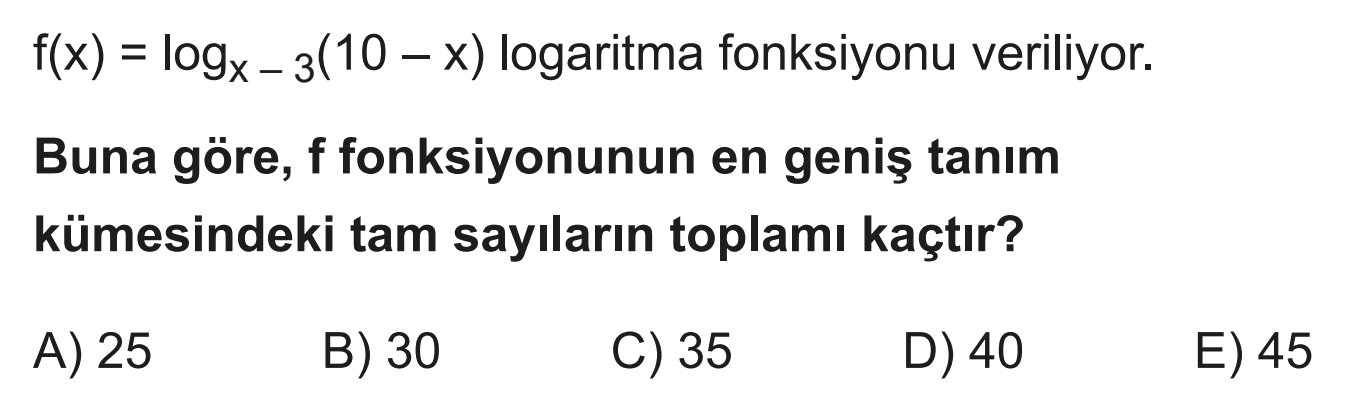 f(x) = logₓ ₋ ₃(10 – x) logaritma fonksiyonu veriliyor.
Buna göre, f fonksiyonunun en geniş tanım
kümesindeki tam sayıların toplamı kaçtır?
A) 25 B) 30 C) 35 D) 40 E) 45